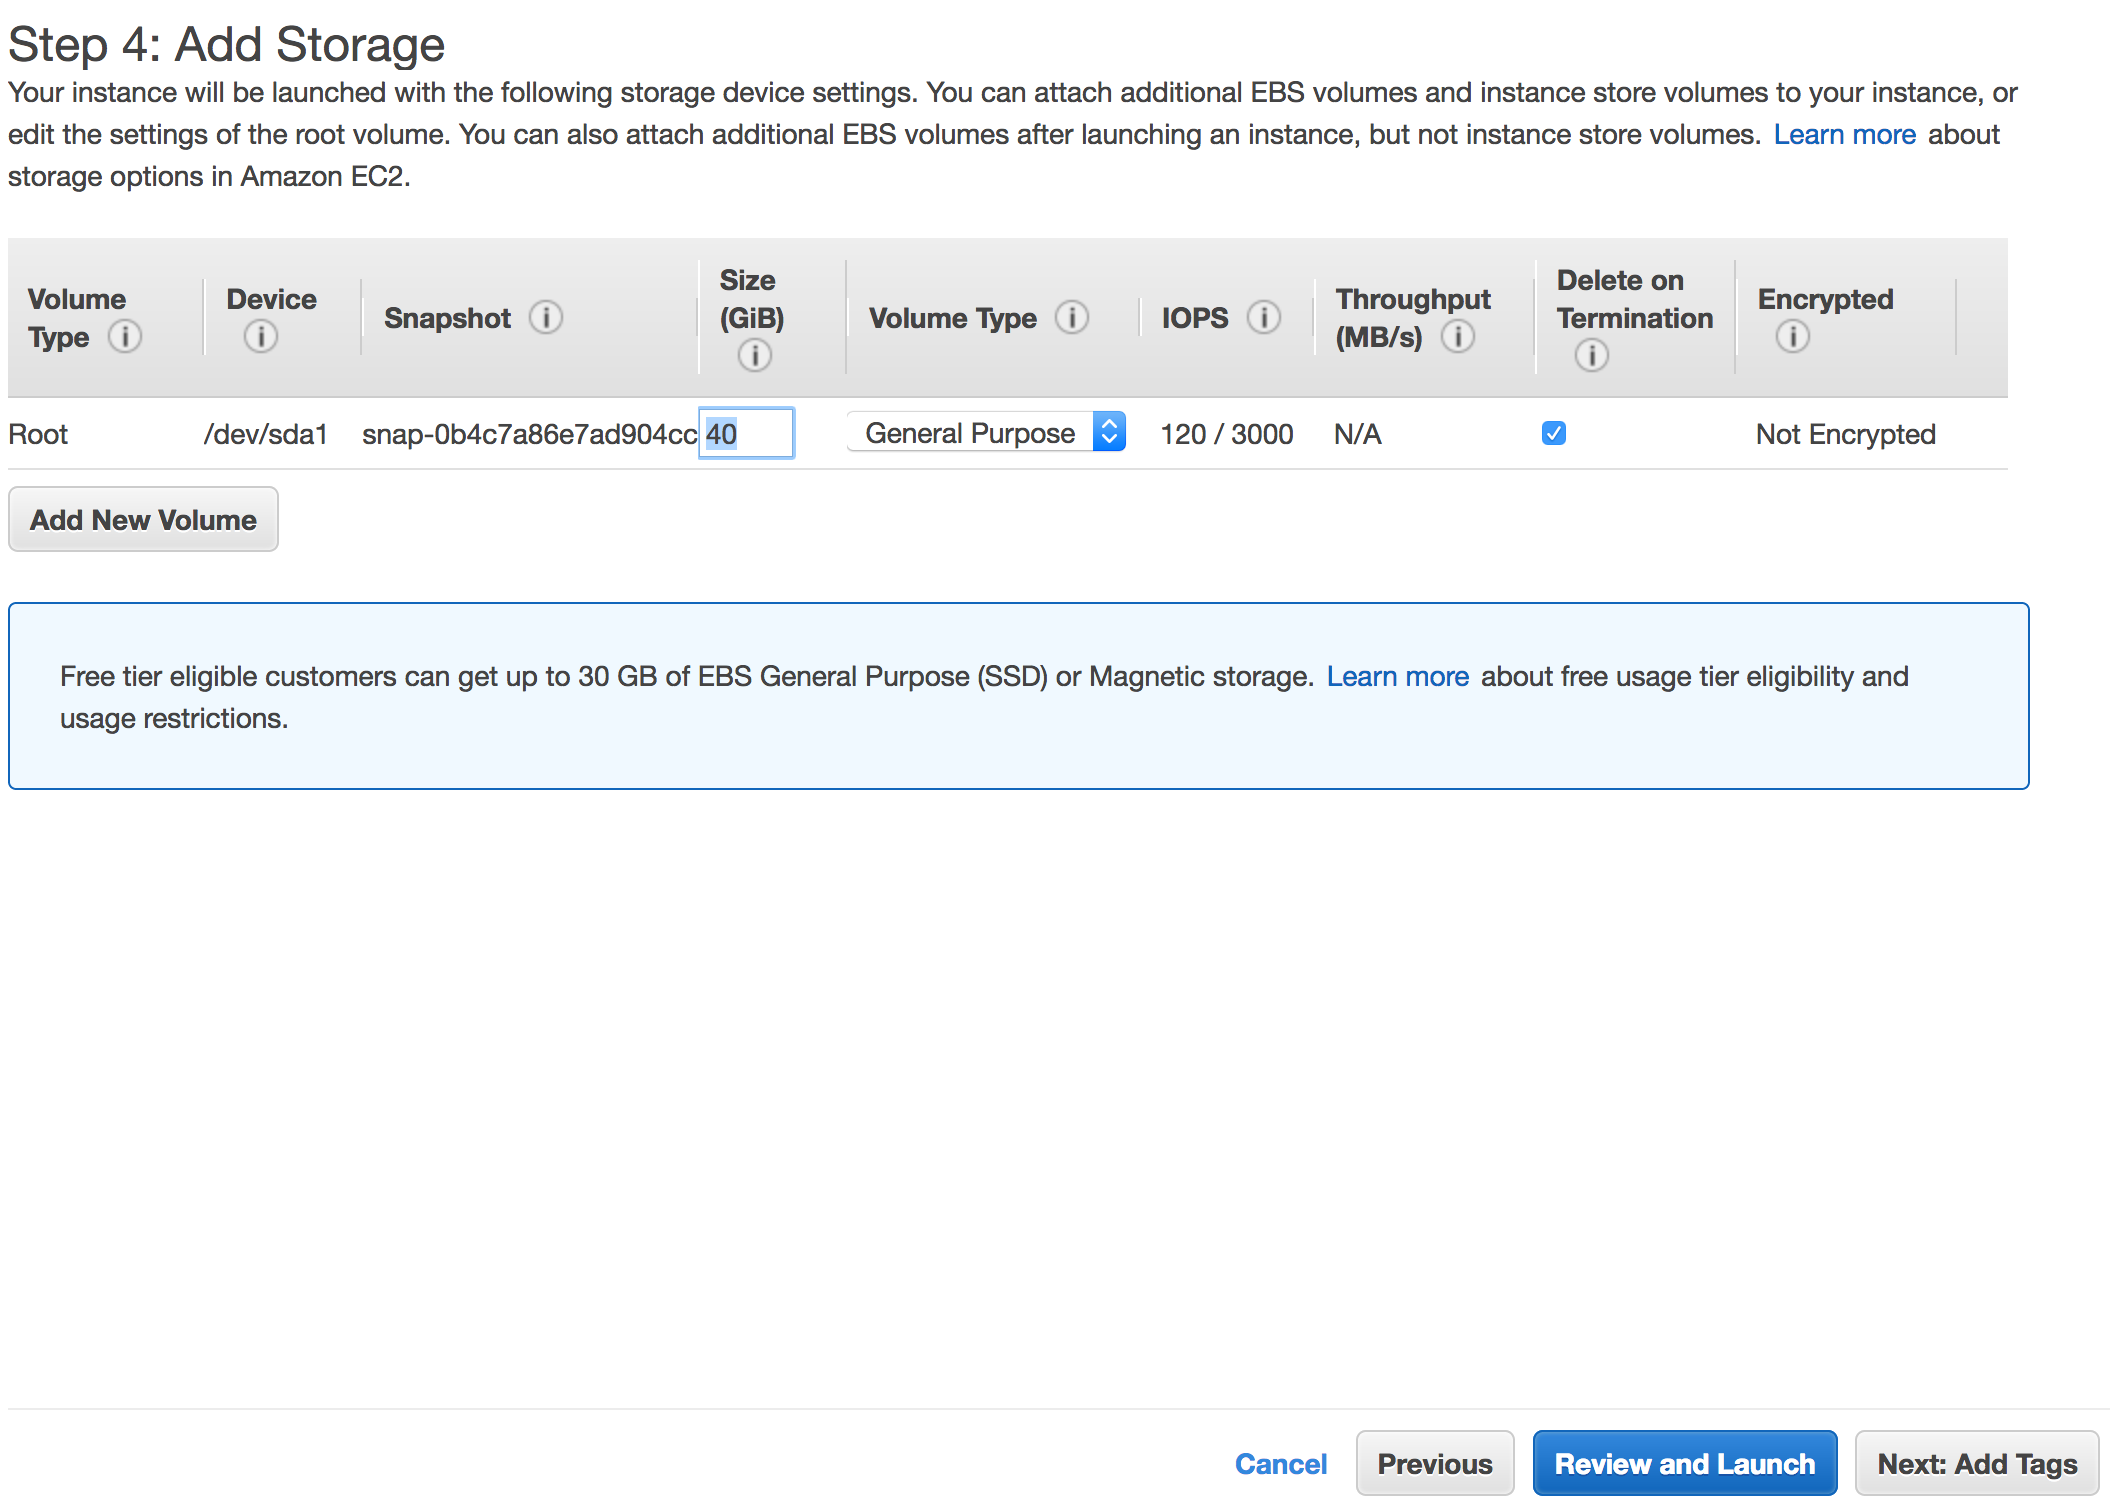 Step 4: Add Storage
Your instance will be launched with the following storage device settings. You can attach additional EBS volumes and instance store volumes to your instance, or
edit the settings of the root volume. You can also attach additional EBS volumes after launching an instance, but not instance store volumes. Learn more about
storage options in Amazon EC2.
Volume Type
Device
Snapshot
Size (GiB)
Volume Type
IOPS
Throughput (MB/s)
Delete on Termination
Encrypted
Root /dev/sda1 snap-0b4c7a86e7ad904cc 40 General Purpose 120 / 3000 N/A Not Encrypted
Add New Volume
Free tier eligible customers can get up to 30 GB of EBS General Purpose (SSD) or Magnetic storage. Learn more about free usage tier eligibility and
usage restrictions.
Cancel Previous Review and Launch Next: Add Tags